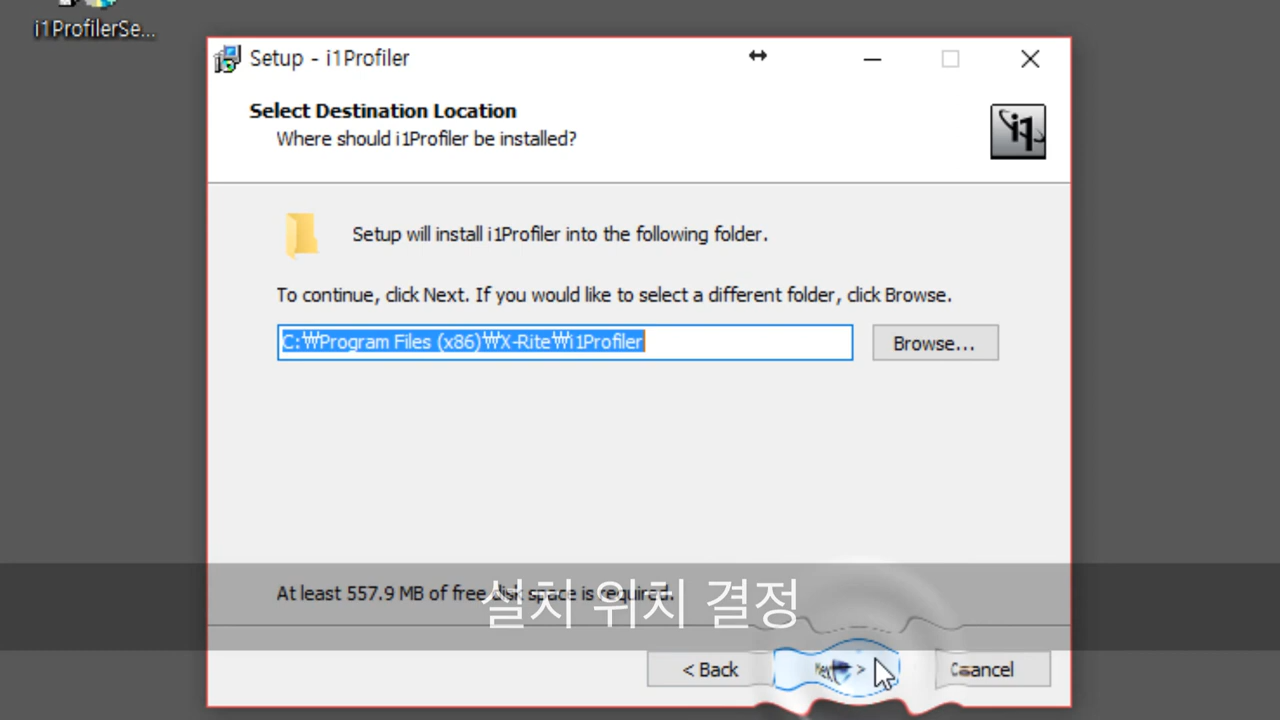 i1ProfilerSe...
Setup - i1Profiler
Select Destination Location
Where should i1Profiler be installed?
i1
Setup will install i1Profiler into the following folder.
To continue, click Next. If you would like to select a different folder, click Browse.
C:₩Program Files (x86)₩X-Rite₩i1Profiler
Browse...
At least 557.9 MB of free disk space is required.
설치 위치 결정
< Back
Next >
Cancel